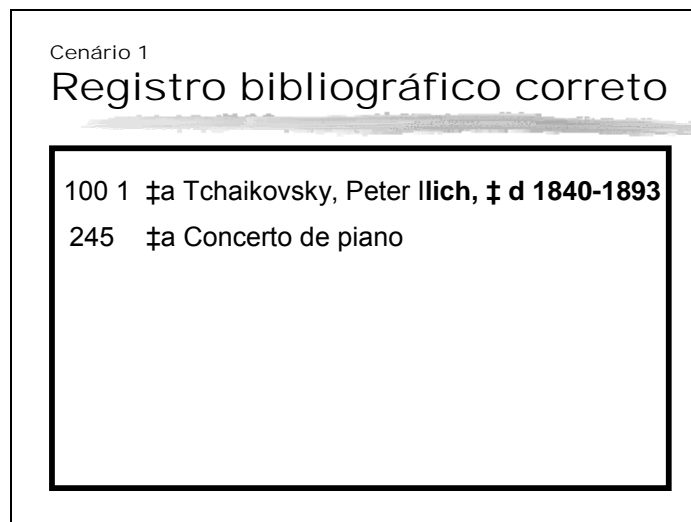 Cenário 1
Registro bibliográfico correto
100 1 ‡a Tchaikovsky, Peter Ilich, ‡ d 1840-1893
245 ‡a Concerto de piano